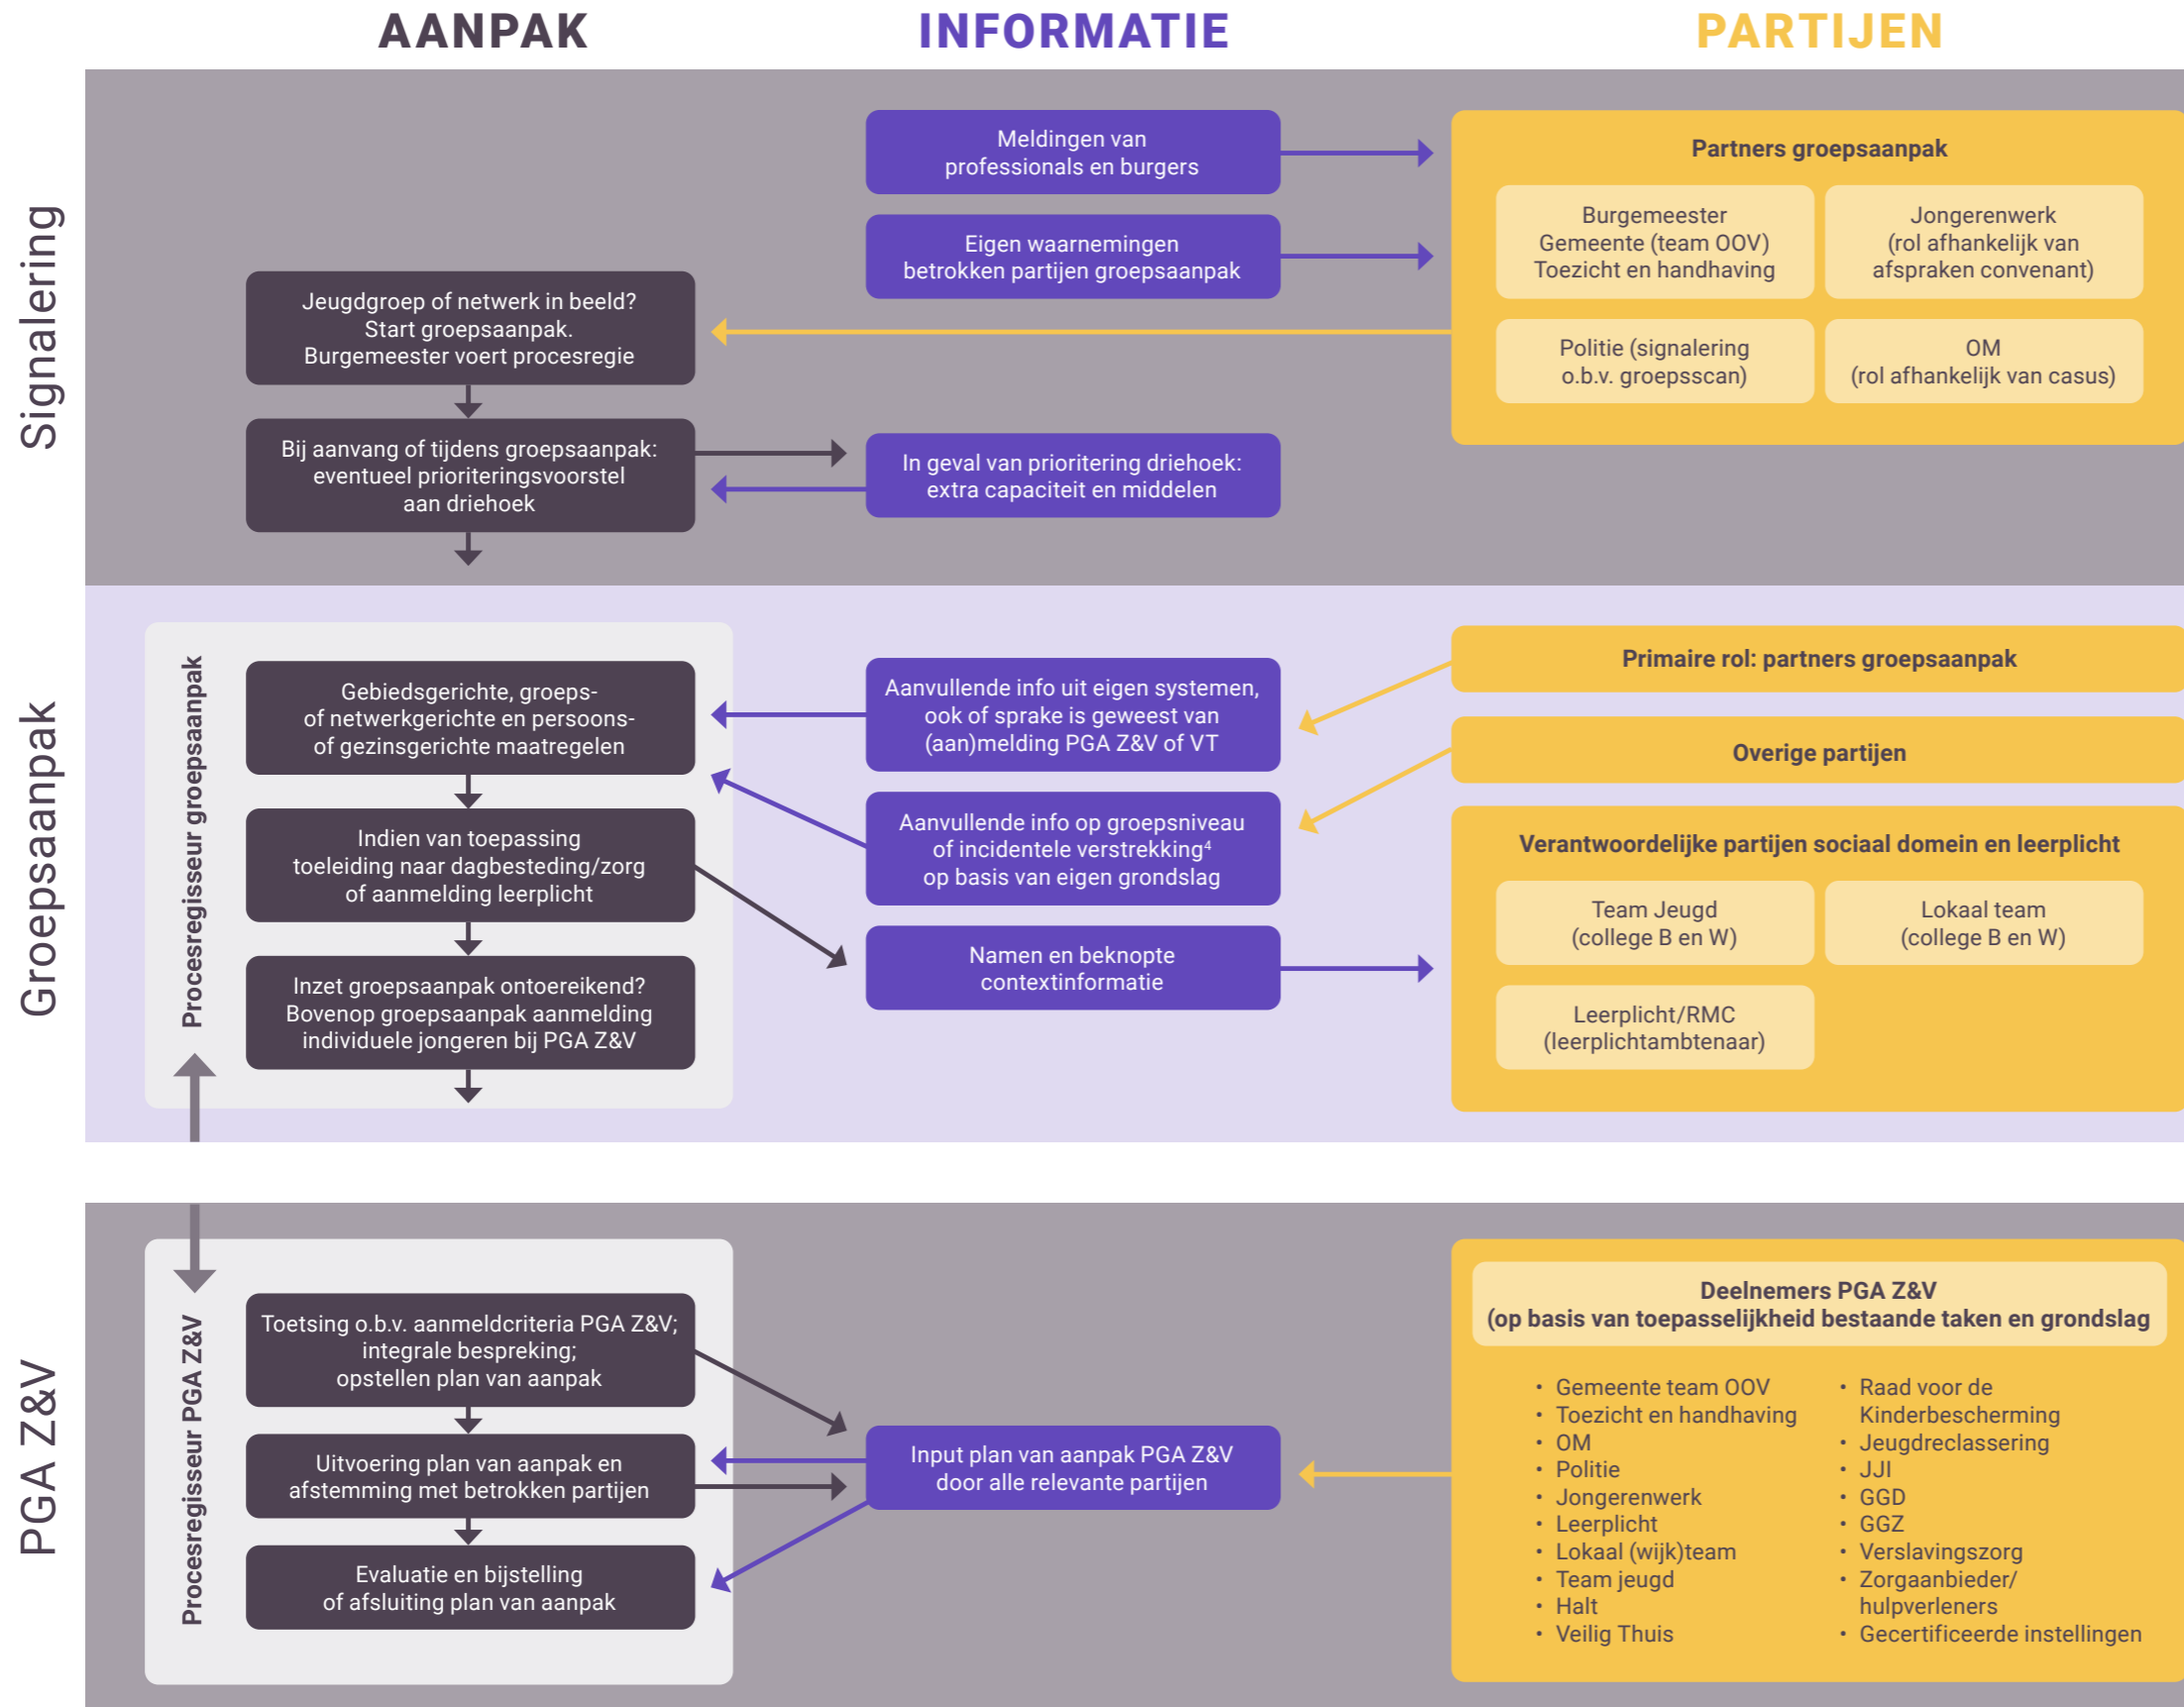 AANPAK
INFORMATIE
PARTIJEN
Signalering
Meldingen van
professionals en burgers
Eigen waarnemingen
betrokken partijen groepsaanpak
Partners groepsaanpak
Burgemeester
Gemeente (team OOV)
Toezicht en handhaving
Jongerenwerk
(rol afhankelijk van
afspraken convenant)
Politie (signalering
o.b.v. groepsscan)
OM
(rol afhankelijk van casus)
Jeugdgroep of netwerk in beeld?
Start groepsaanpak.
Burgemeester voert procesregie
Bij aanvang of tijdens groepsaanpak:
eventueel prioriteringsvoorstel
aan driehoek
In geval van prioritering driehoek:
extra capaciteit en middelen
Groepsaanpak
Procesregisseur groepsaanpak
Gebiedsgerichte, groeps-
of netwerkgerichte en persoons-
of gezinsgerichte maatregelen
Indien van toepassing
toeleiding naar dagbesteding/zorg
of aanmelding leerplicht
Inzet groepsaanpak ontoereikend?
Bovenop groepsaanpak aanmelding
individuele jongeren bij PGA Z&V
Aanvullende info uit eigen systemen,
ook of sprake is geweest van
(aan)melding PGA Z&V of VT
Aanvullende info op groepsniveau
of incidentele verstrekking⁴
op basis van eigen grondslag
Namen en beknopte
contextinformatie
Primaire rol: partners groepsaanpak
Overige partijen
Verantwoordelijke partijen sociaal domein en leerplicht
Team Jeugd
(college B en W)
Lokaal team
(college B en W)
Leerplicht/RMC
(leerplichtambtenaar)
PGA Z&V
Procesregisseur PGA Z&V
Toetsing o.b.v. aanmeldcriteria PGA Z&V;
integrale bespreking;
opstellen plan van aanpak
Uitvoering plan van aanpak en
afstemming met betrokken partijen
Evaluatie en bijstelling
of afsluiting plan van aanpak
Input plan van aanpak PGA Z&V
door alle relevante partijen
Deelnemers PGA Z&V
(op basis van toepasselijkheid bestaande taken en grondslag
• Gemeente team OOV
• Toezicht en handhaving
• OM
• Politie
• Jongerenwerk
• Leerplicht
• Lokaal (wijk)team
• Team jeugd
• Halt
• Veilig Thuis
• Raad voor de
Kinderbescherming
• Jeugdreclassering
• JJI
• GGD
• GGZ
• Verslavingszorg
• Zorgaanbieder/
hulpverleners
• Gecertificeerde instellingen